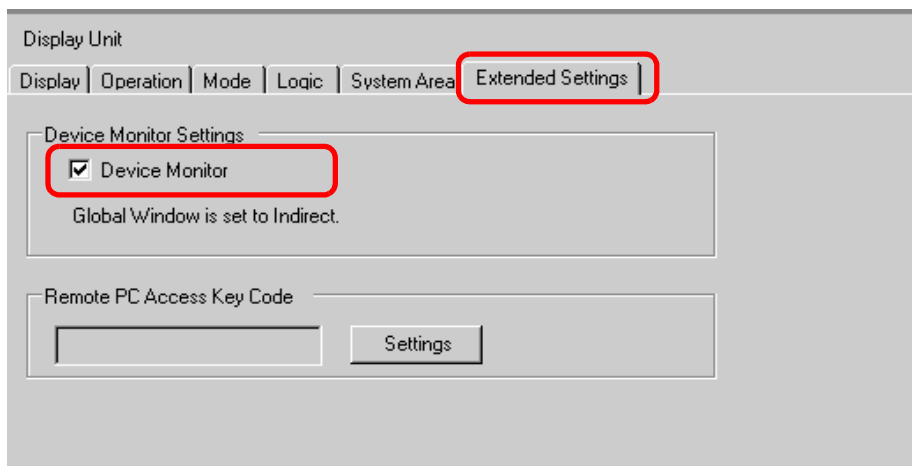 Display Unit
Display Operation Mode Logic System Area Extended Settings
Device Monitor Settings
Device Monitor
Global Window is set to Indirect.
Remote PC Access Key Code
Settings